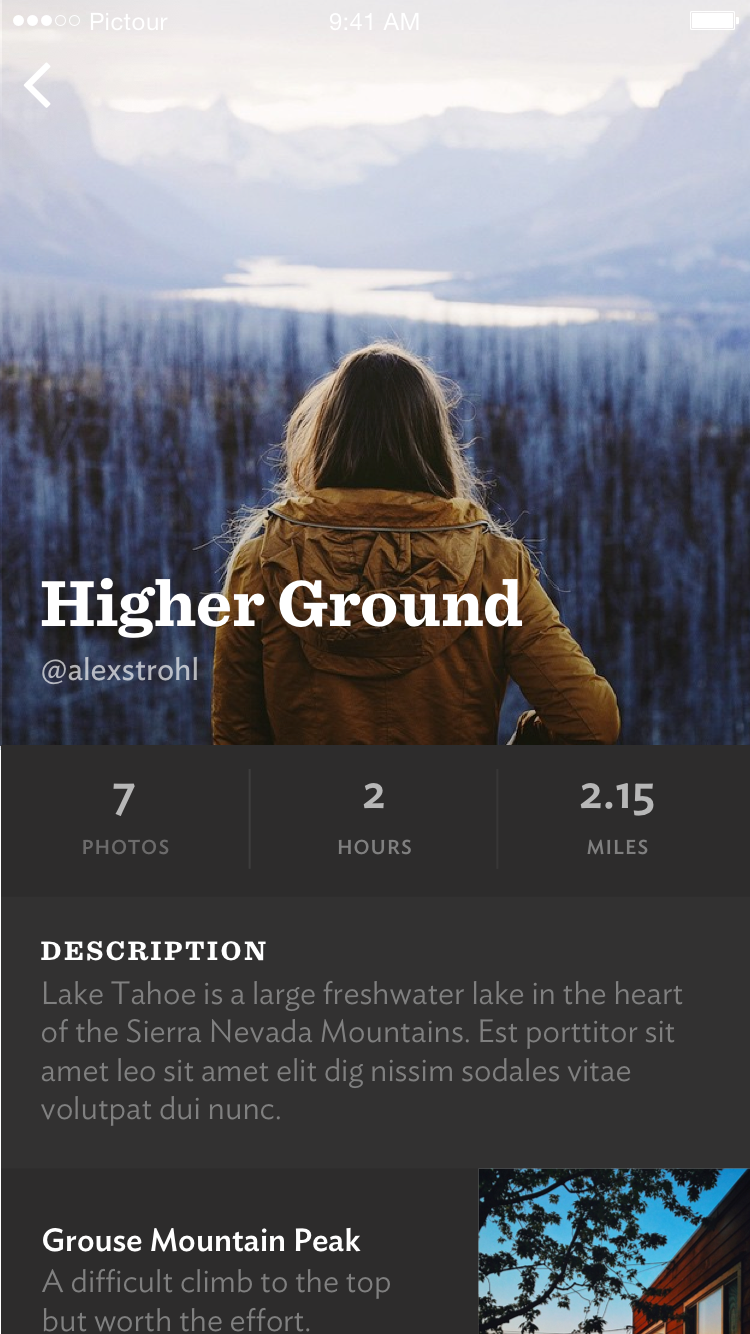 Pictour 9:41 AM
Higher Ground
@alexstrohl
7 2 2.15
PHOTOS HOURS MILES
DESCRIPTION
Lake Tahoe is a large freshwater lake in the heart
of the Sierra Nevada Mountains. Est porttitor sit
amet leo sit amet elit dig nissim sodales vitae
volutpat dui nunc.
Grouse Mountain Peak
A difficult climb to the top
but worth the effort.